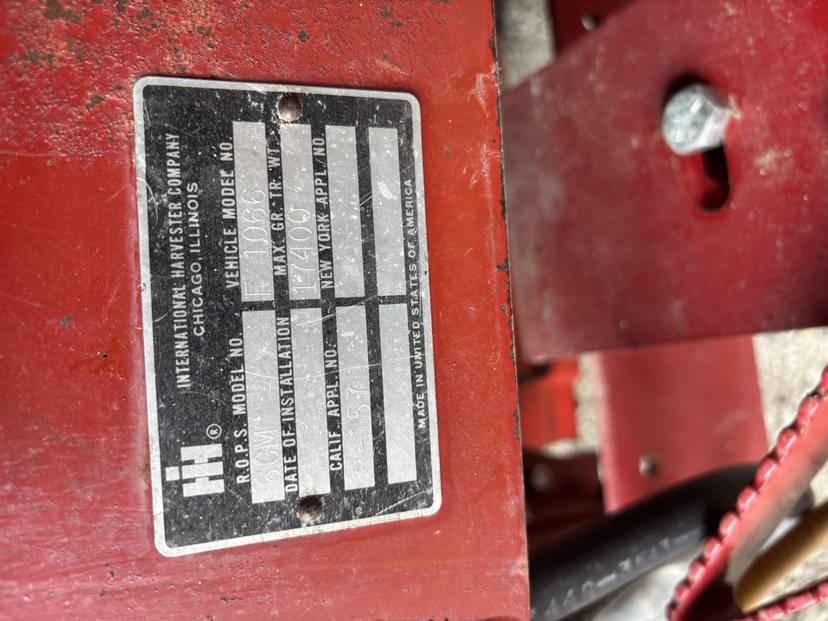 IH ®
INTERNATIONAL HARVESTER COMPANY
CHICAGO, ILLINOIS
R.O.P.S. MODEL NO. VEHICLE MODEL NO
6CM F 1066
DATE OF INSTALLATION MAX. GR. TR. WT.
17400
CALIF. APPL. NO. NEW YORK APPL. NO
MADE IN UNITED STATES OF AMERICA